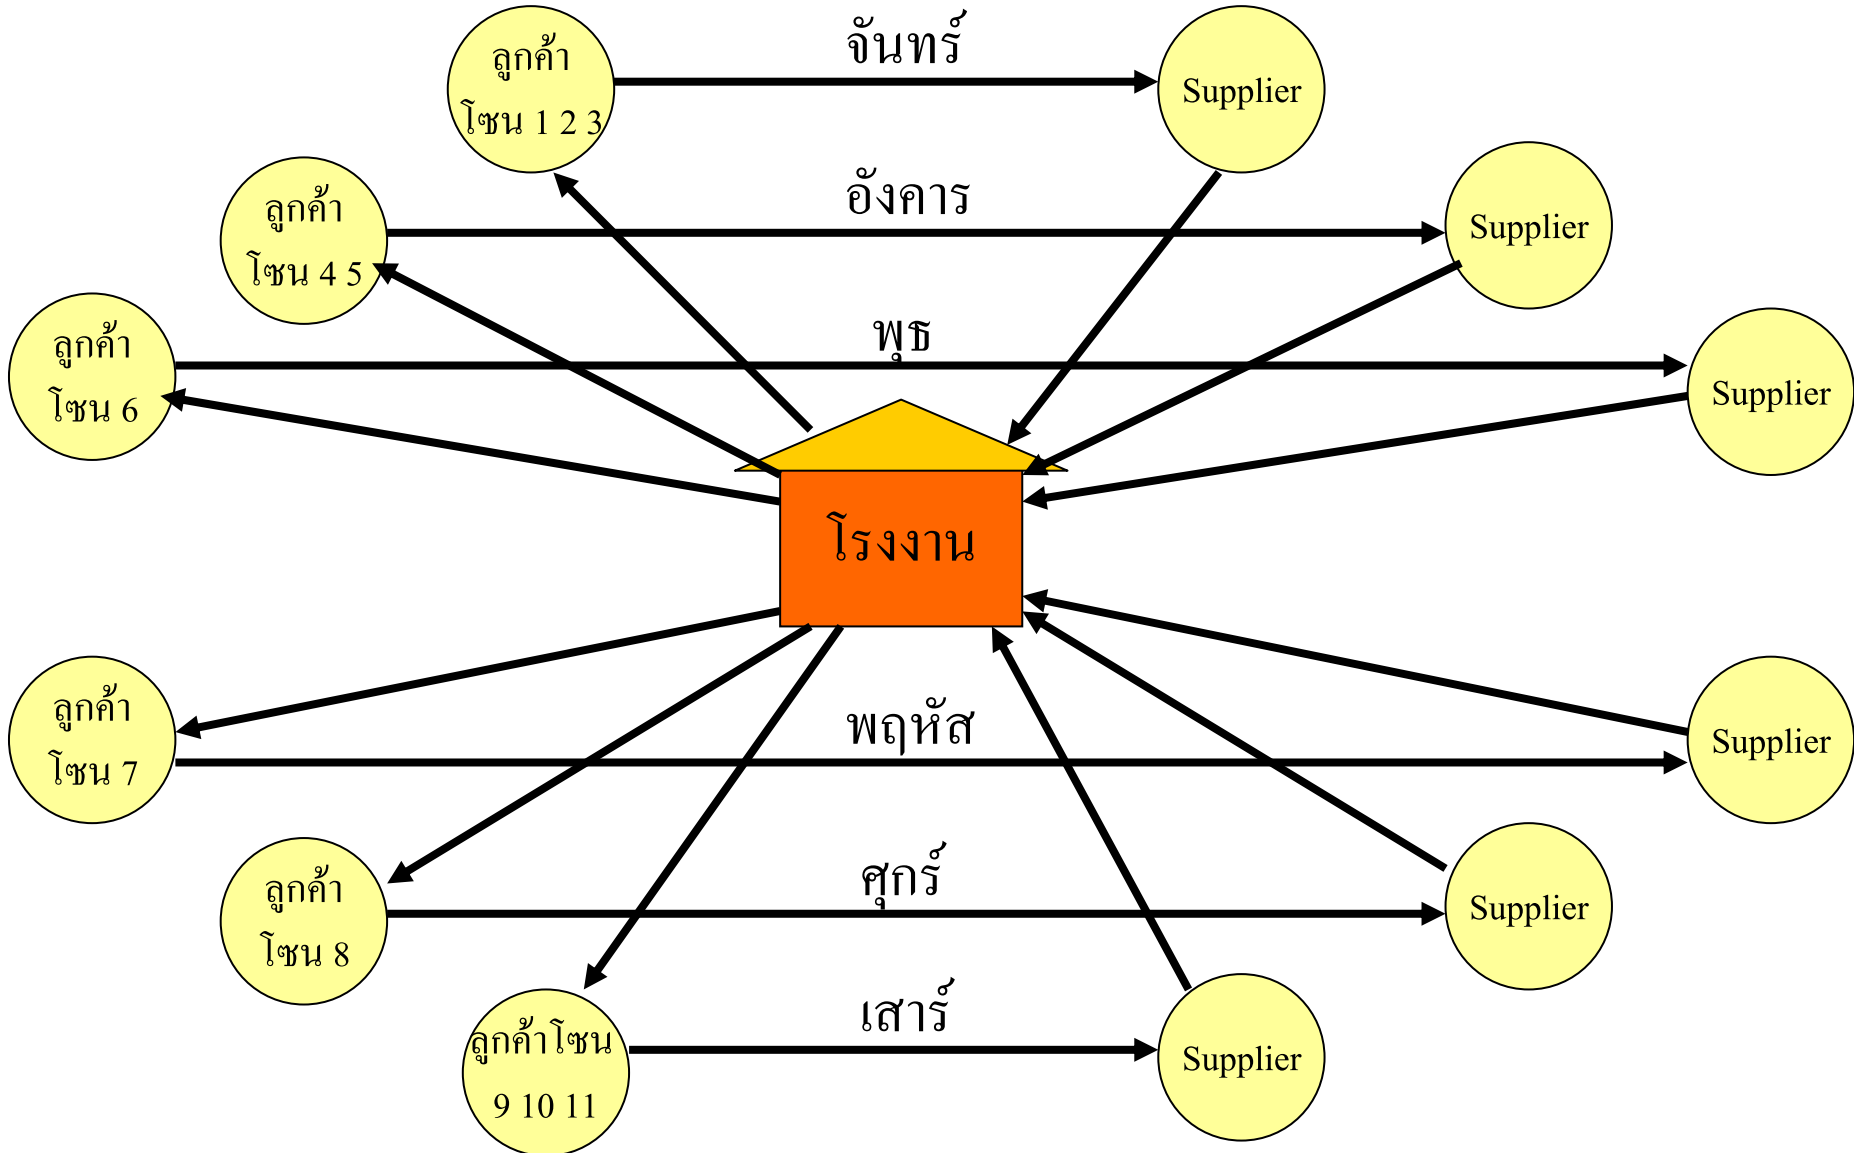 ลูกค้า
โซน 1 2 3
จันทร์
Supplier
ลูกค้า
โซน 4 5
อังคาร
Supplier
ลูกค้า
โซน 6
พุธ
Supplier
โรงงาน
ลูกค้า
โซน 7
พฤหัส
Supplier
ลูกค้า
โซน 8
ศุกร์
Supplier
ลูกค้าโซน
9 10 11
เสาร์
Supplier